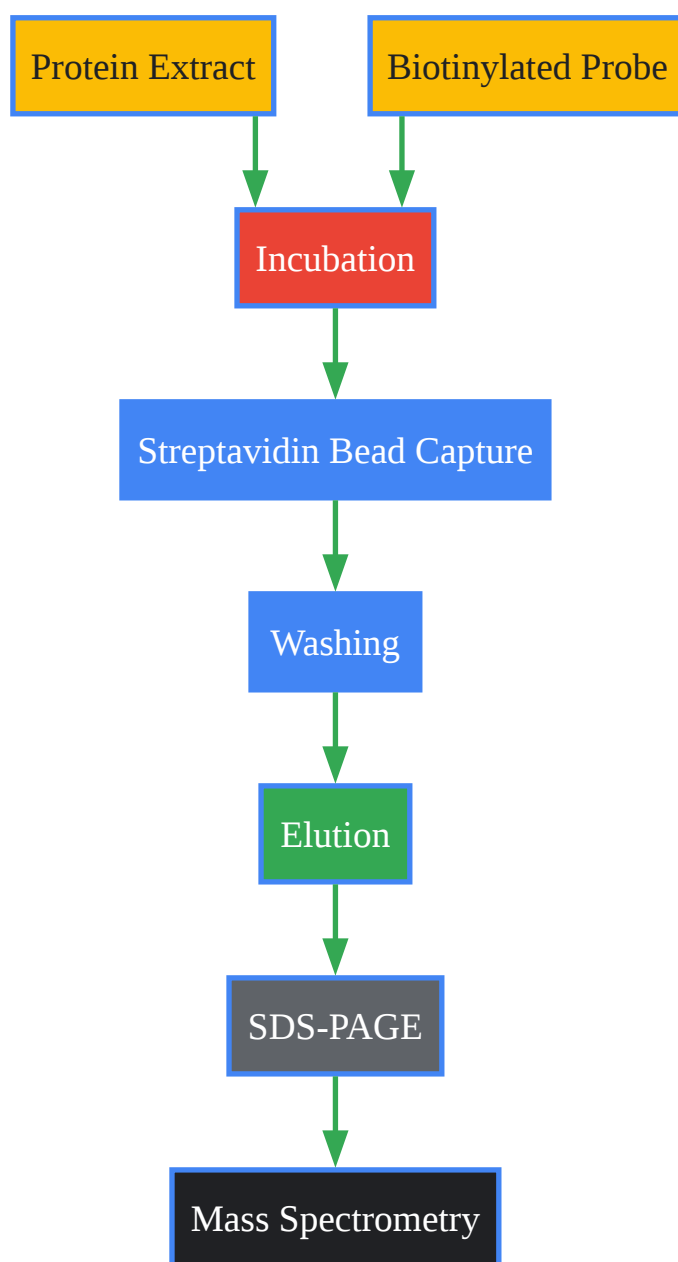 Protein Extract
Biotinylated Probe
Incubation
Streptavidin Bead Capture
Washing
Elution
SDS-PAGE
Mass Spectrometry